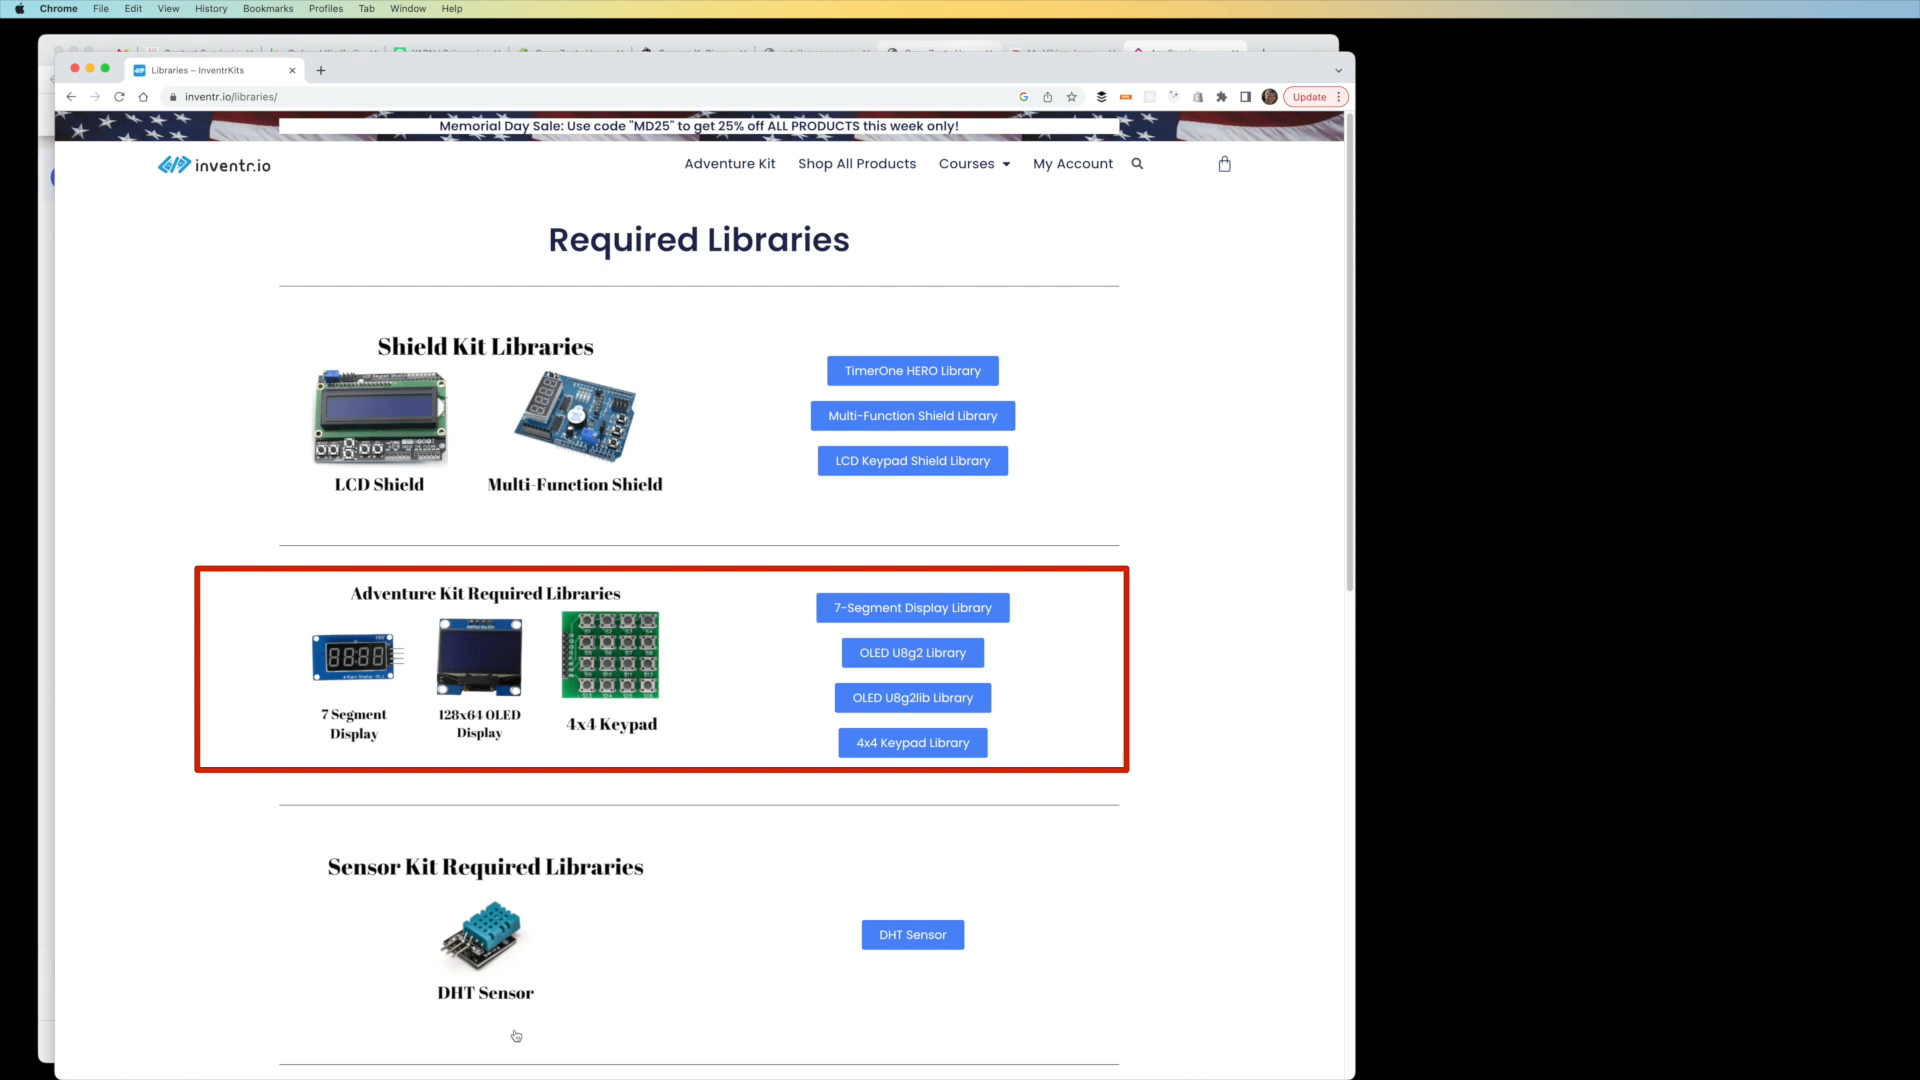 Chrome File Edit View History Bookmarks Profiles Tab Window Help
Libraries – InventrKits
inventr.io/libraries/
Update
Memorial Day Sale: Use code "MD25" to get 25% off ALL PRODUCTS this week only!
inventr.io
Adventure Kit Shop All Products Courses My Account
Required Libraries
Shield Kit Libraries
TimerOne HERO Library
Multi-Function Shield Library
LCD Keypad Shield Library
LCD Shield Multi-Function Shield
Adventure Kit Required Libraries
7-Segment Display Library
OLED U8g2 Library
OLED U8g2lib Library
4x4 Keypad Library
7 Segment
Display
128x64 OLED
Display
4x4 Keypad
Sensor Kit Required Libraries
DHT Sensor
DHT Sensor